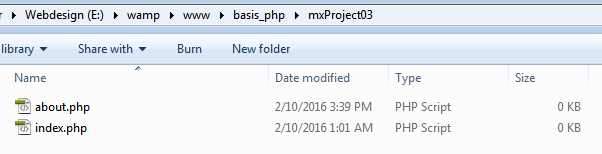 Webdesign (E:) wamp www basis_php mxProject03
library Share with Burn New folder
Name Date modified Type Size
about.php 2/10/2016 3:39 PM PHP Script 0 KB
index.php 2/10/2016 1:01 AM PHP Script 0 KB